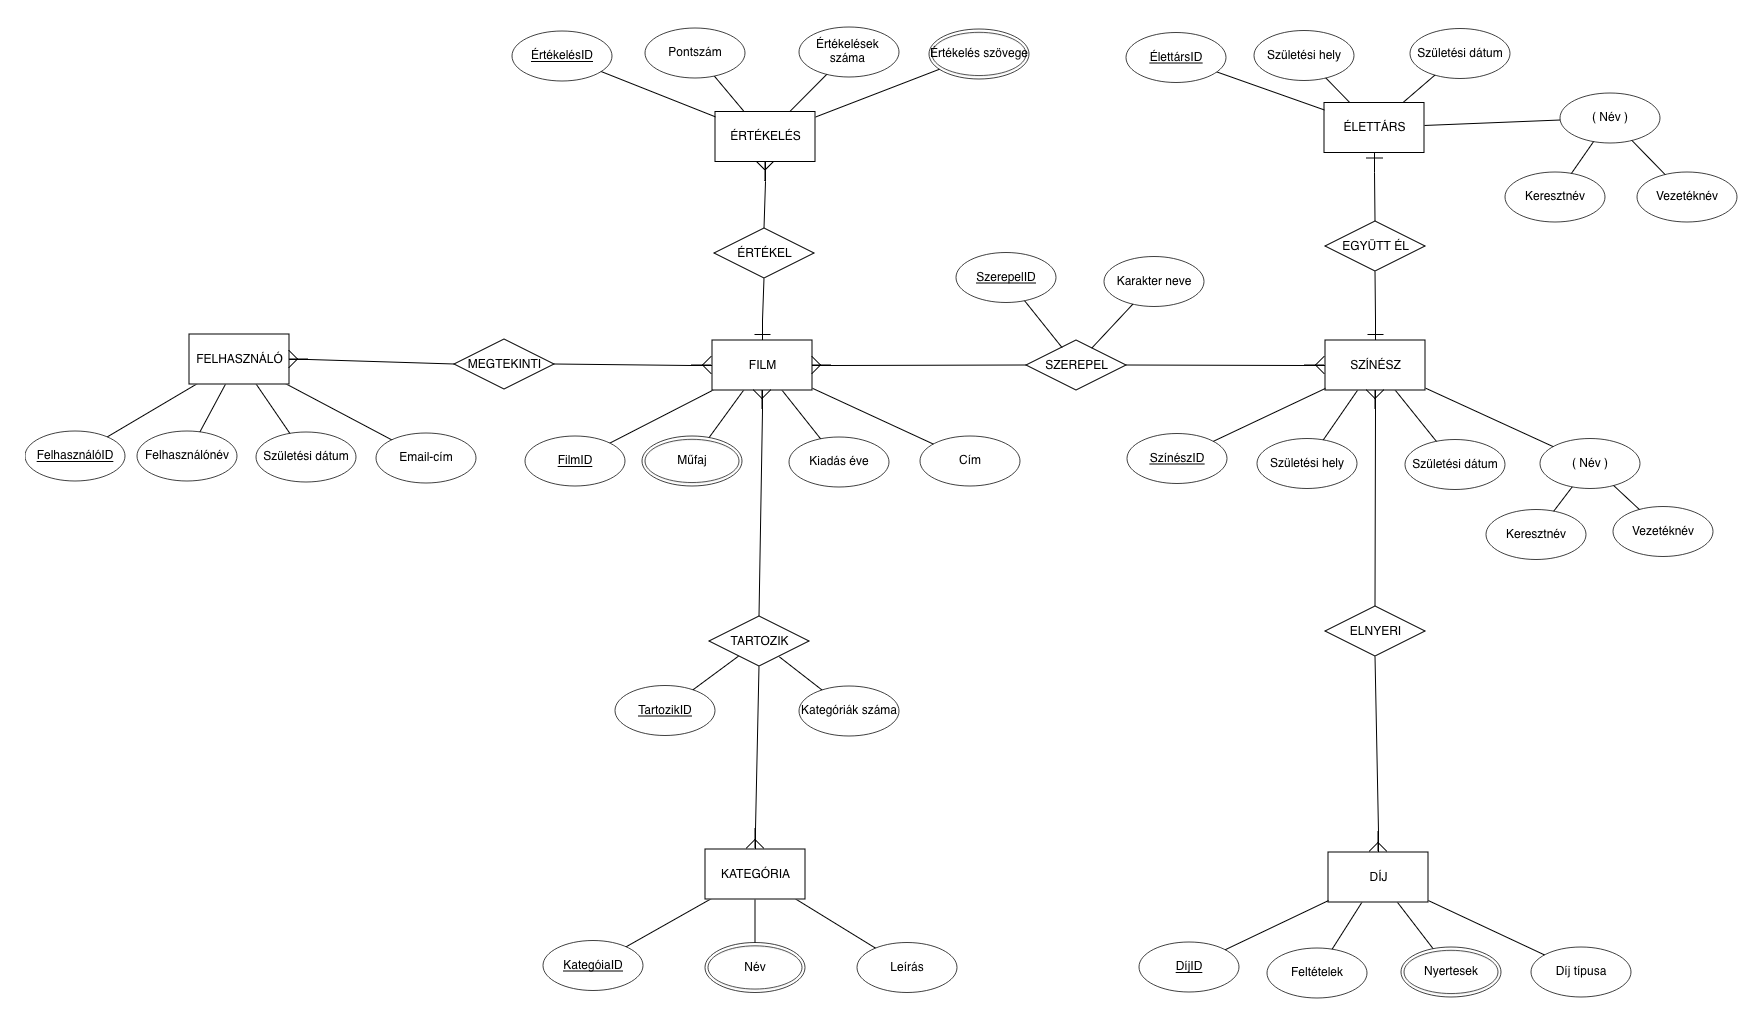 ÉrtékelésID
Pontszám
Értékelések
száma
Értékelés szövege
ÉlettársID
Születési hely
Születési dátum
( Név )
ÉRTÉKELÉS
ÉLETTÁRS
Keresztnév
Vezetéknév
ÉRTÉKEL
EGYÜTT ÉL
SzerepelID
Karakter neve
FELHASZNÁLÓ
MEGTEKINTI
FILM
SZEREPEL
SZÍNÉSZ
FelhasználóID
Felhasználónév
Születési dátum
Email-cím
FilmID
Műfaj
Kiadás éve
Cím
SzinészID
Születési hely
Születési dátum
( Név )
Keresztnév
Vezetéknév
TARTOZIK
ELNYERI
TartozikID
Kategóriák száma
KATEGÓRIA
DÍJ
KategóiaID
Név
Leírás
DíjID
Feltételek
Nyertesek
Díj típusa